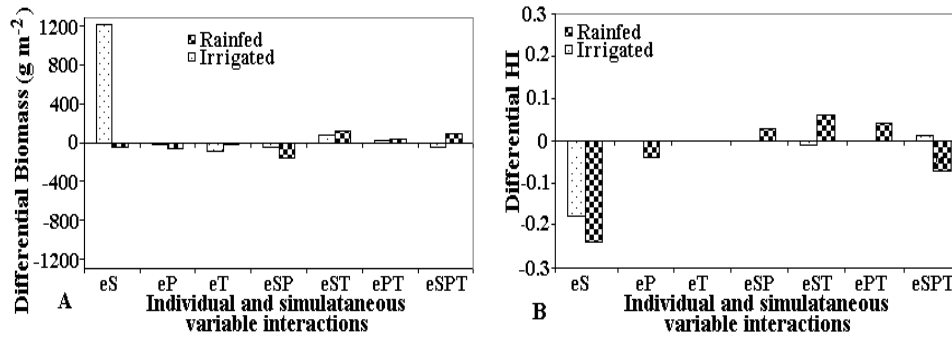 Differential Biomass (g m-2)
1200
800
400
0
-400
-800
-1200
Rainfed
Irrigated
eS eP eT eSP eST ePT eSPT
A
Individual and simulataneous
variable interactions
Differential HI
0.3
0.2
0.1
0
-0.1
-0.2
-0.3
Rainfed
Irrigated
eS eP eT eSP eST ePT eSPT
B
Individual and simulataneous
variable interactions